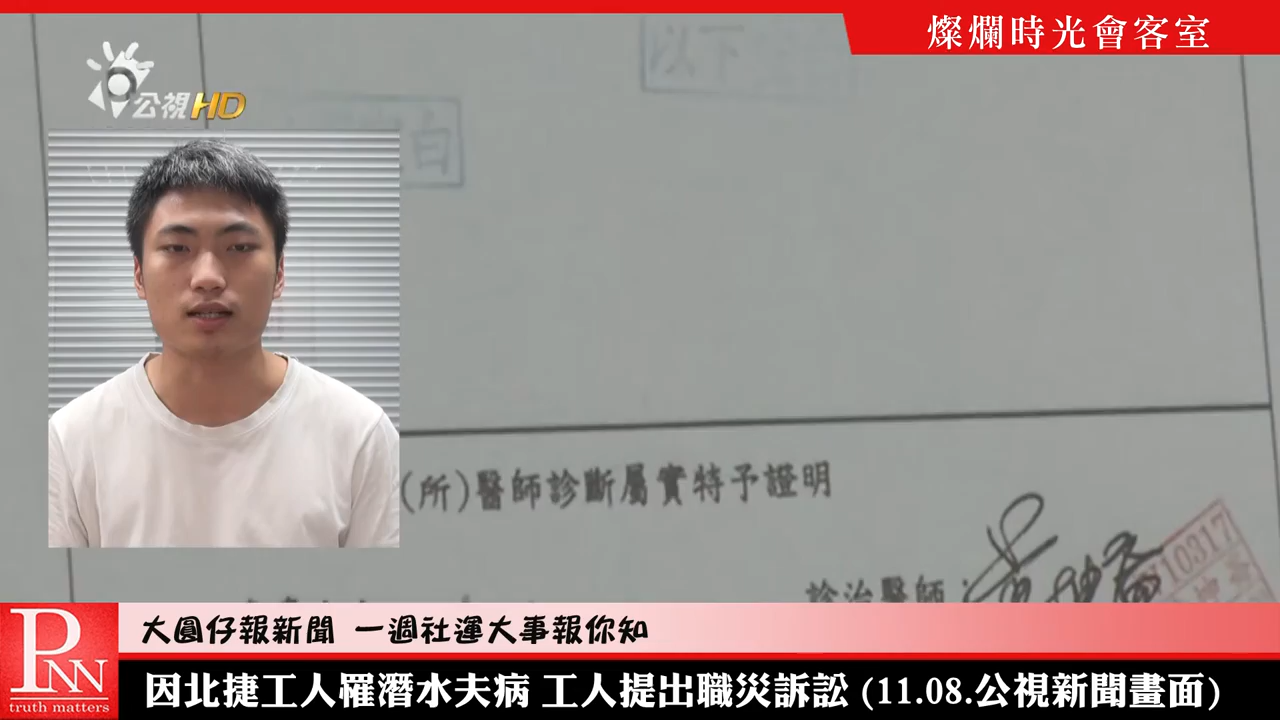 燦爛時光會客室
公視HD
以下
白
(所)醫師診斷屬實特予證明
診治醫師：
10317
大圓仔報新聞 一週社運大事報你知
PNN
truth matters
因北捷工人罹潛水夫病 工人提出職災訴訟 (11.08.公視新聞畫面)